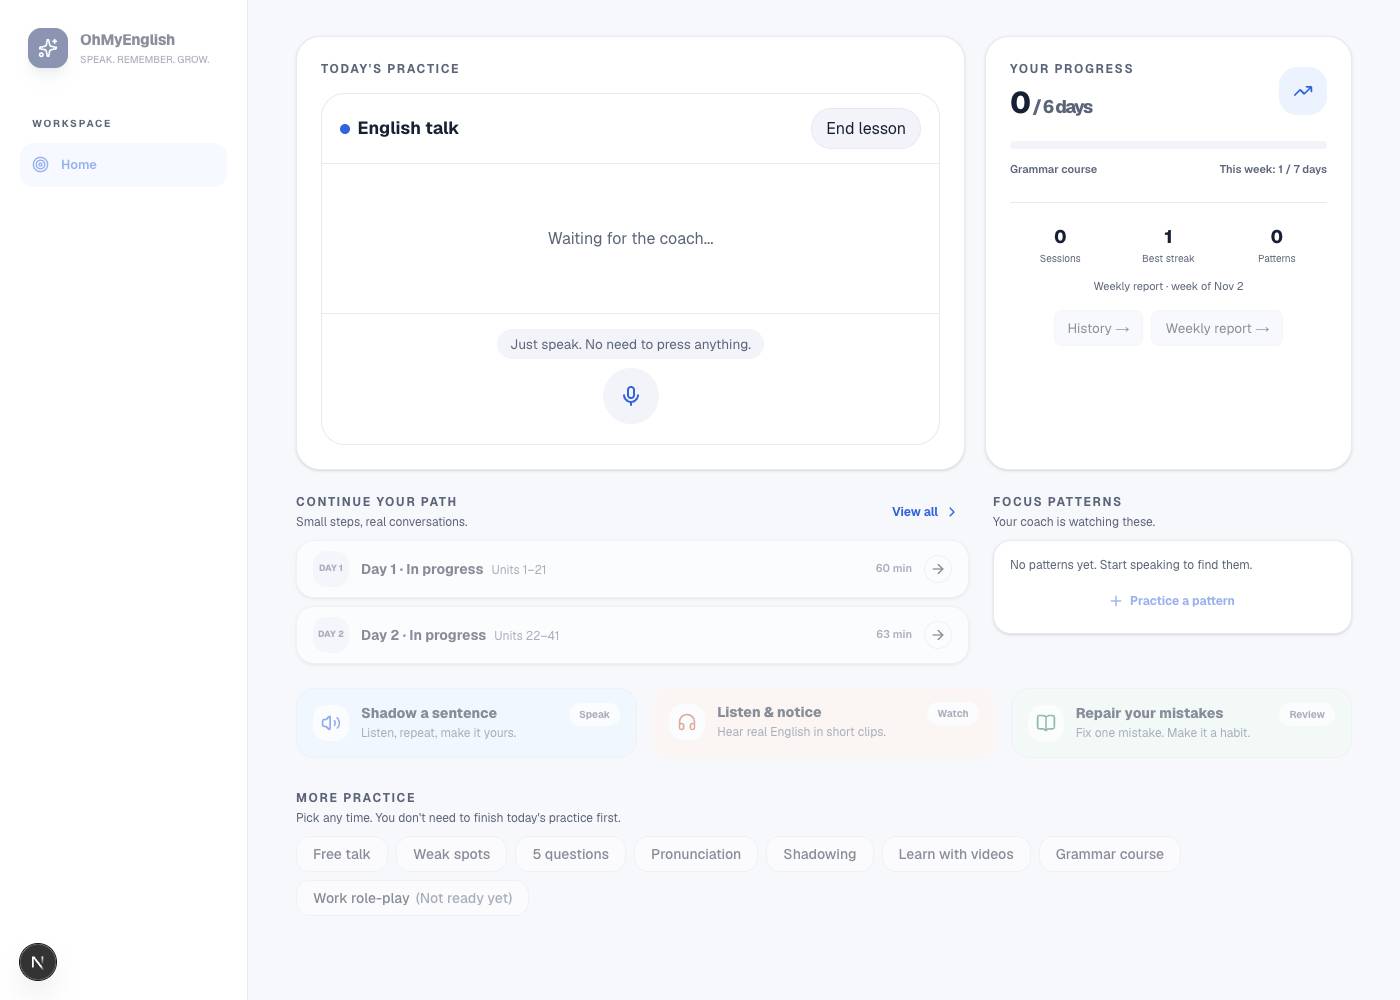 OhMyEnglish
SPEAK. REMEMBER. GROW.
WORKSPACE
Home
TODAY'S PRACTICE
English talk
End lesson
Waiting for the coach...
Just speak. No need to press anything.
YOUR PROGRESS
0 / 6 days
Grammar course
This week: 1 / 7 days
0
Sessions
1
Best streak
0
Patterns
Weekly report · week of Nov 2
History →
Weekly report →
CONTINUE YOUR PATH
Small steps, real conversations.
View all
DAY 1
Day 1 · In progress Units 1–21
60 min
DAY 2
Day 2 · In progress Units 22–41
63 min
FOCUS PATTERNS
Your coach is watching these.
No patterns yet. Start speaking to find them.
Practice a pattern
Shadow a sentence
Listen, repeat, make it yours.
Speak
Listen & notice
Hear real English in short clips.
Watch
Repair your mistakes
Fix one mistake. Make it a habit.
Review
MORE PRACTICE
Pick any time. You don't need to finish today's practice first.
Free talk
Weak spots
5 questions
Pronunciation
Shadowing
Learn with videos
Grammar course
Work role-play (Not ready yet)
N